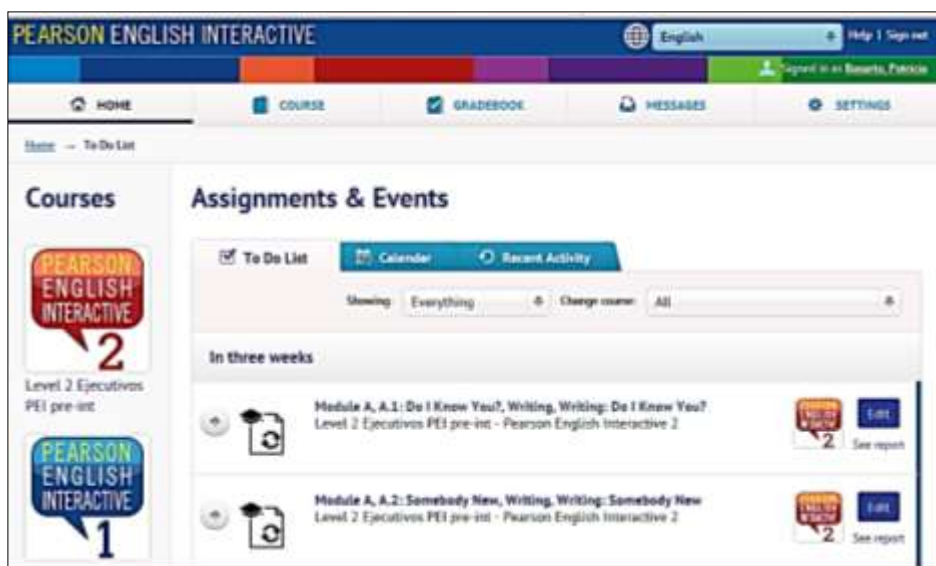 PEARSON ENGLISH INTERACTIVE
English
Help | Sign out
Signed in as Basurto, Patricia
HOME
COURSE
GRADEBOOK
MESSAGES
SETTINGS
Home → To Do List
Courses
Assignments & Events
PEARSON
ENGLISH
INTERACTIVE
2
Level 2 Ejecutivos
PEI pre-int
PEARSON
ENGLISH
INTERACTIVE
1
To Do List
Calendar
Recent Activity
Showing: Everything
Change course: All
In three weeks
Module A, A.1: Do I Know You?, Writing, Writing: Do I Know You?
Level 2 Ejecutivos PEI pre-int - Pearson English Interactive 2
2
Edit
See report
Module A, A.2: Somebody New, Writing, Writing: Somebody New
Level 2 Ejecutivos PEI pre-int - Pearson English Interactive 2
2
Edit
See report